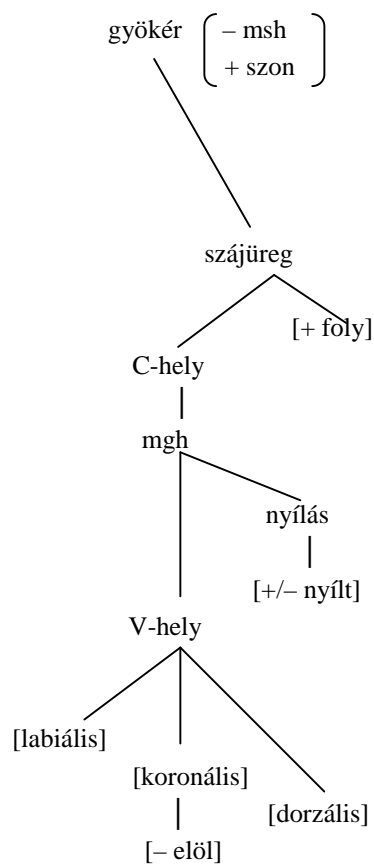 gyökér – msh
+ szon
szájüreg
[+ foly]
C-hely
mgh
nyílás
[+/– nyílt]
V-hely
[labiális]
[koronális]
[dorzális]
[– elöl]